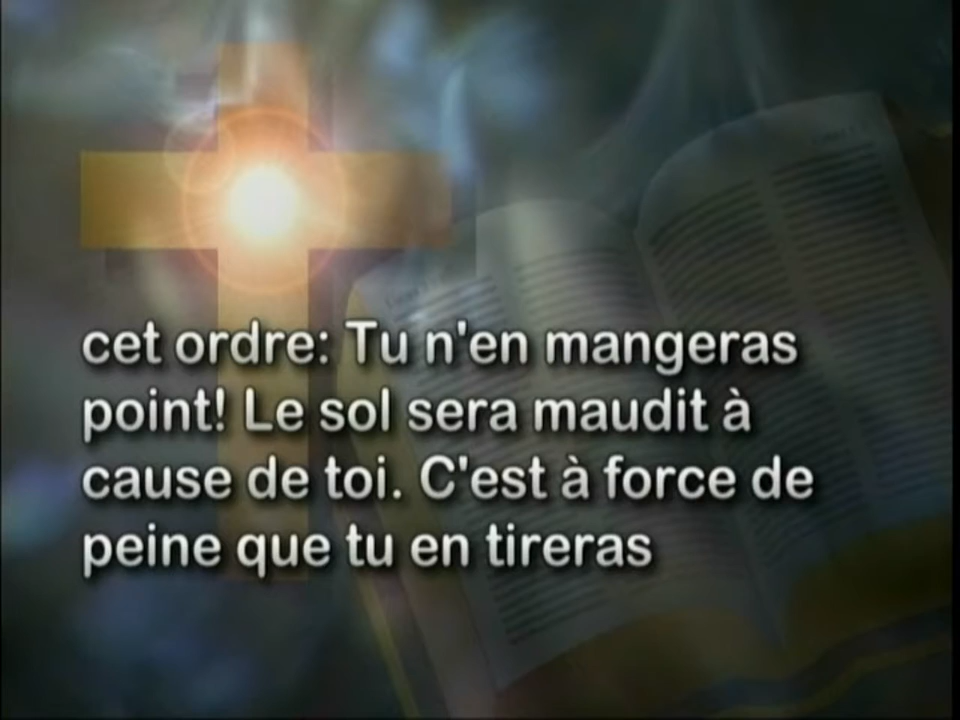 cet ordre: Tu n'en mangeras
point! Le sol sera maudit à
cause de toi. C'est à force de
peine que tu en tireras